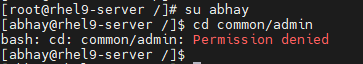 [root@rhel9-server /]# su abhay
[abhay@rhel9-server /]$ cd common/admin
bash: cd: common/admin: Permission denied
[abhay@rhel9-server /]$